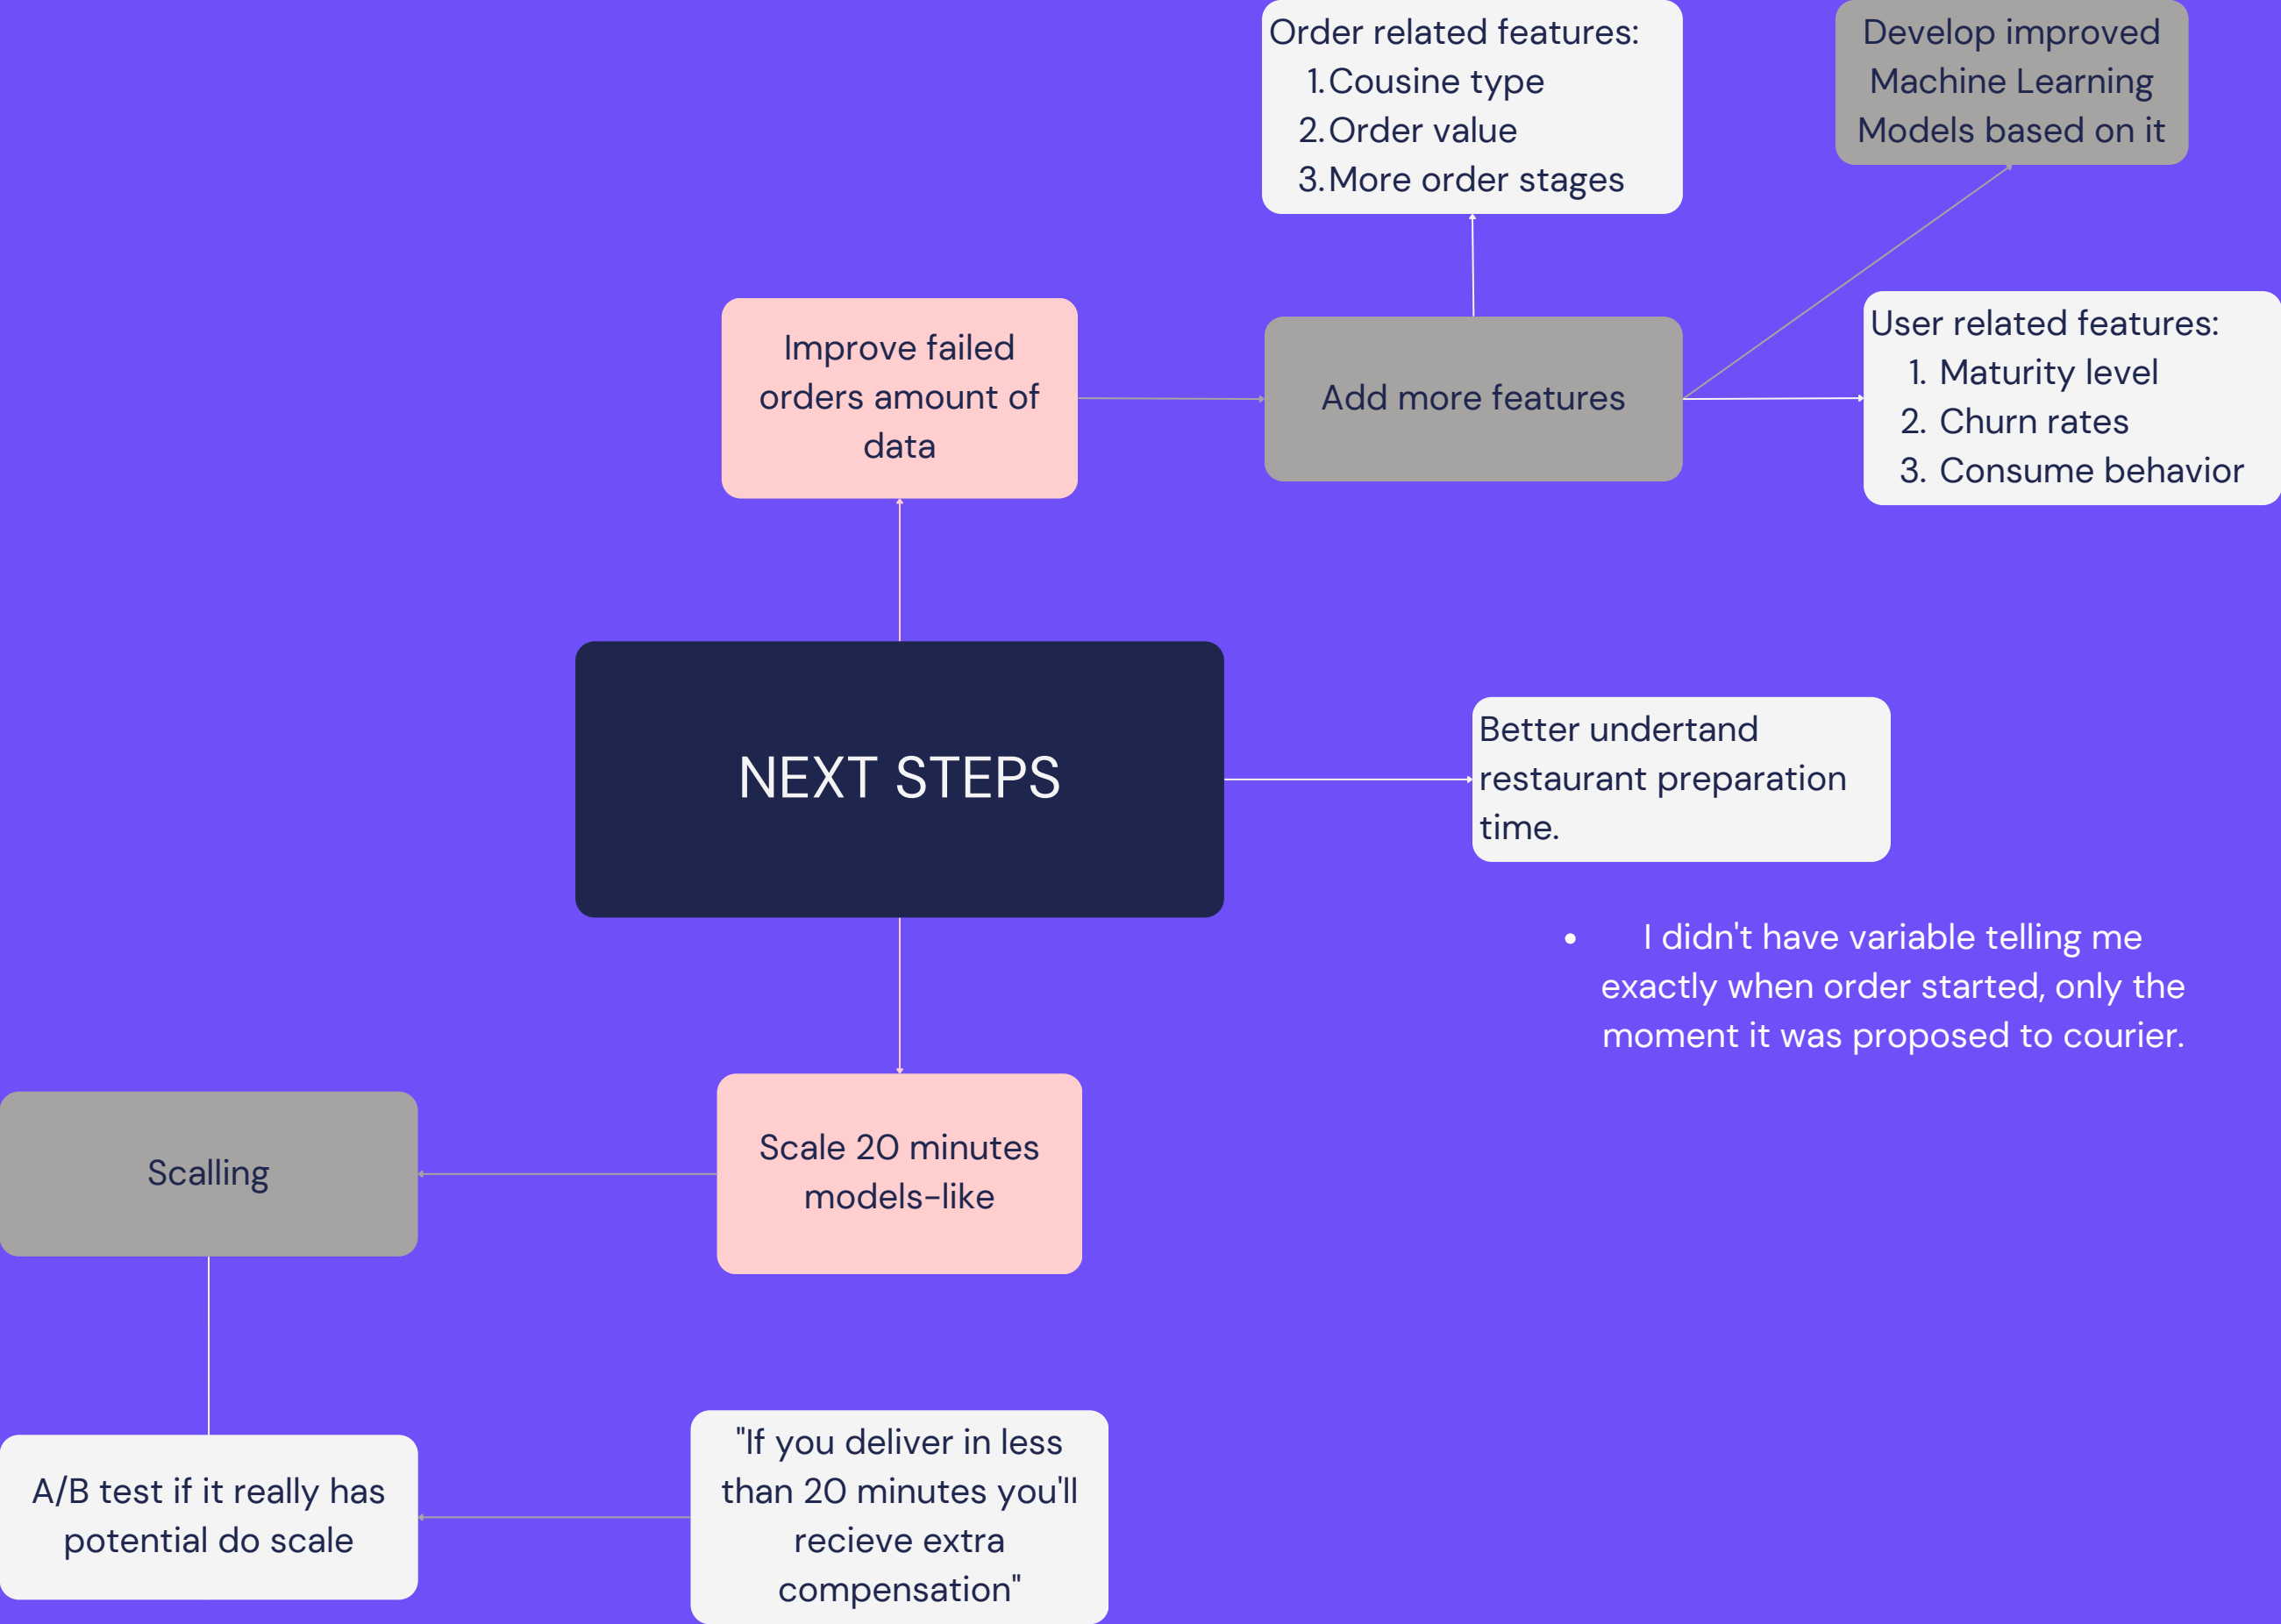 Order related features:
1. Cousine type
2. Order value
3. More order stages
Develop improved
Machine Learning
Models based on it
Improve failed
orders amount of
data
Add more features
User related features:
1. Maturity level
2. Churn rates
3. Consume behavior
NEXT STEPS
Better undertand
restaurant preparation
time.
• I didn't have variable telling me
exactly when order started, only the
moment it was proposed to courier.
Scale 20 minutes
models-like
Scalling
A/B test if it really has
potential do scale
"If you deliver in less
than 20 minutes you'll
recieve extra
compensation"